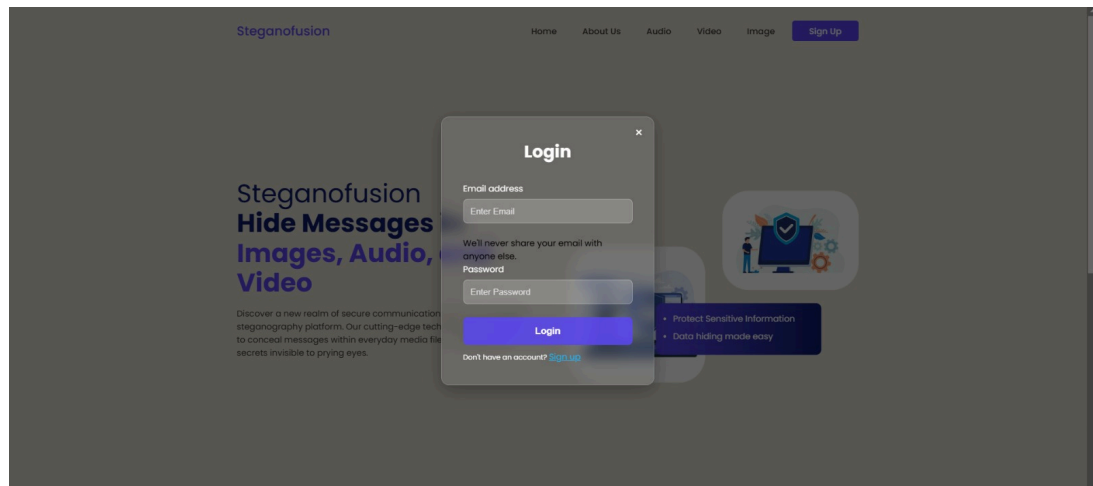 Steganofusion
Home About Us Audio Video Image Sign Up
×
Login
Email address
Enter Email
We'll never share your email with
anyone else.
Password
Enter Password
Login
Don't have an account? Sign up
Steganofusion
Hide Messages
Images, Audio,
Video
Discover a new realm of secure communication
steganography platform. Our cutting-edge
to conceal messages within everyday media
secrets invisible to prying eyes.
Protect Sensitive Information
Data hiding made easy